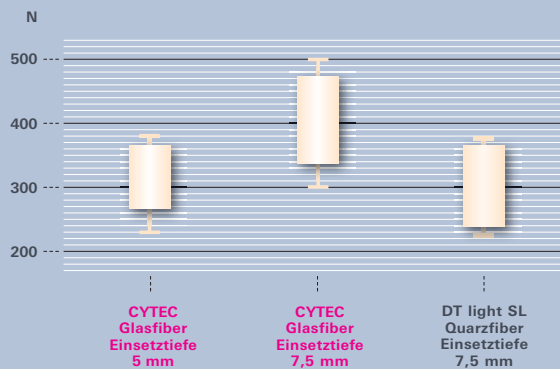 N
500
400
300
200
CYTEC
Glasfiber
Einsetztiefe
5 mm
CYTEC
Glasfiber
Einsetztiefe
7,5 mm
DT light SL
Quarzfiber
Einsetztiefe
7,5 mm